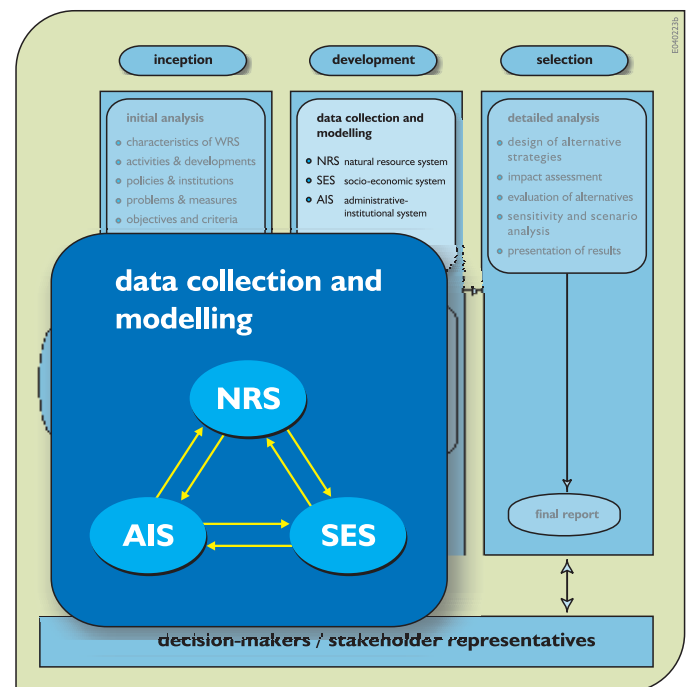 E040223b
inception
development
selection
initial analysis
characteristics of WRS
activities & developments
policies & institutions
problems & measures
objectives and criteria
data collection and
modelling
NRS natural resource system
SES socio-economic system
AIS administrative-
institutional system
detailed analysis
design of alternative
strategies
impact assessment
evaluation of alternatives
sensitivity and scenario
analysis
presentation of results
data collection and
modelling
NRS
AIS
SES
final report
decision-makers / stakeholder representatives